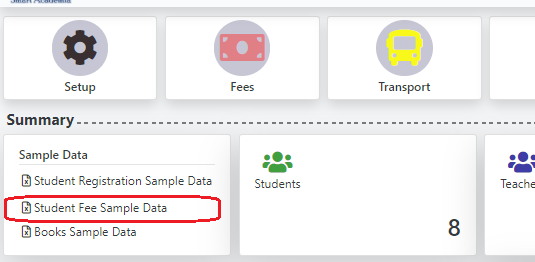 Smart Academia
Setup
Fees
Transport
Summary
Sample Data
Student Registration Sample Data
Student Fee Sample Data
Books Sample Data
Students
8